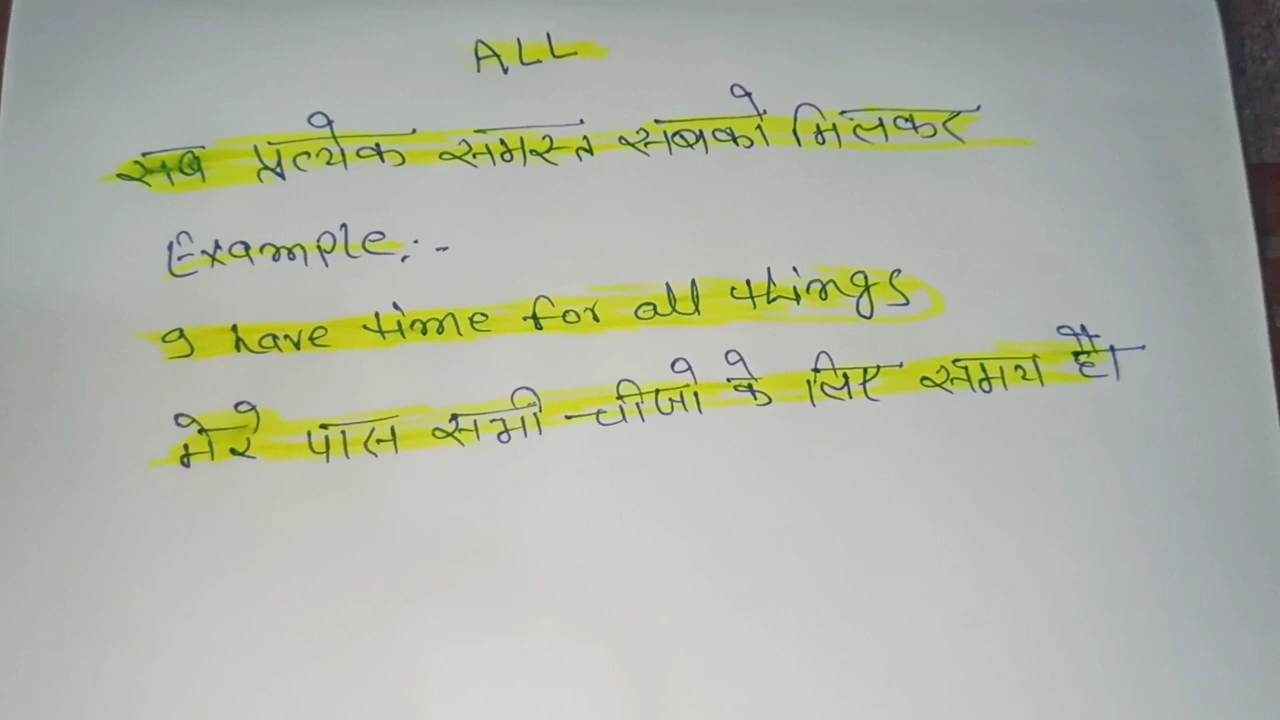 ALL
सब प्रत्येक समस्त सबको मिलकर
Example:-
I have time for all things
मेरे पास सभी चीजो के लिए समय है।